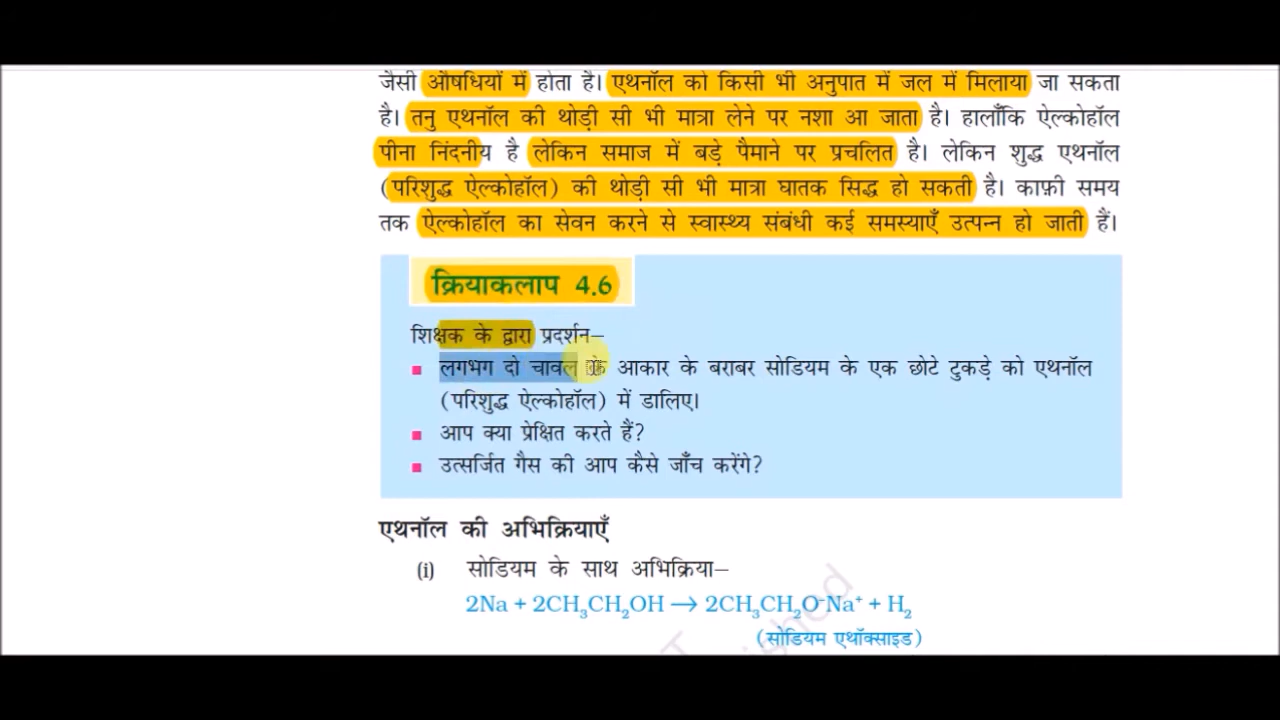 जैसी औषधियों में होता है। एथनॉल को किसी भी अनुपात में जल में मिलाया जा सकता
है। तनु एथनॉल की थोड़ी सी भी मात्रा लेने पर नशा आ जाता है। हालाँकि ऐल्कोहॉल
पीना निंदनीय है लेकिन समाज में बड़े पैमाने पर प्रचलित है। लेकिन शुद्ध एथनॉल
(परिशुद्ध ऐल्कोहॉल) की थोड़ी सी भी मात्रा घातक सिद्ध हो सकती है। काफ़ी समय
तक ऐल्कोहॉल का सेवन करने से स्वास्थ्य संबंधी कई समस्याएँ उत्पन्न हो जाती हैं।
क्रियाकलाप 4.6
शिक्षक के द्वारा प्रदर्शन–
▪ लगभग दो चावल के आकार के बराबर सोडियम के एक छोटे टुकड़े को एथनॉल
(परिशुद्ध ऐल्कोहॉल) में डालिए।
▪ आप क्या प्रेक्षित करते हैं?
▪ उत्सर्जित गैस की आप कैसे जाँच करेंगे?
एथनॉल की अभिक्रियाएँ
(i) सोडियम के साथ अभिक्रिया–
2Na + 2CH₃CH₂OH → 2CH₃CH₂O⁻Na⁺ + H₂
(सोडियम एथॉक्साइड)